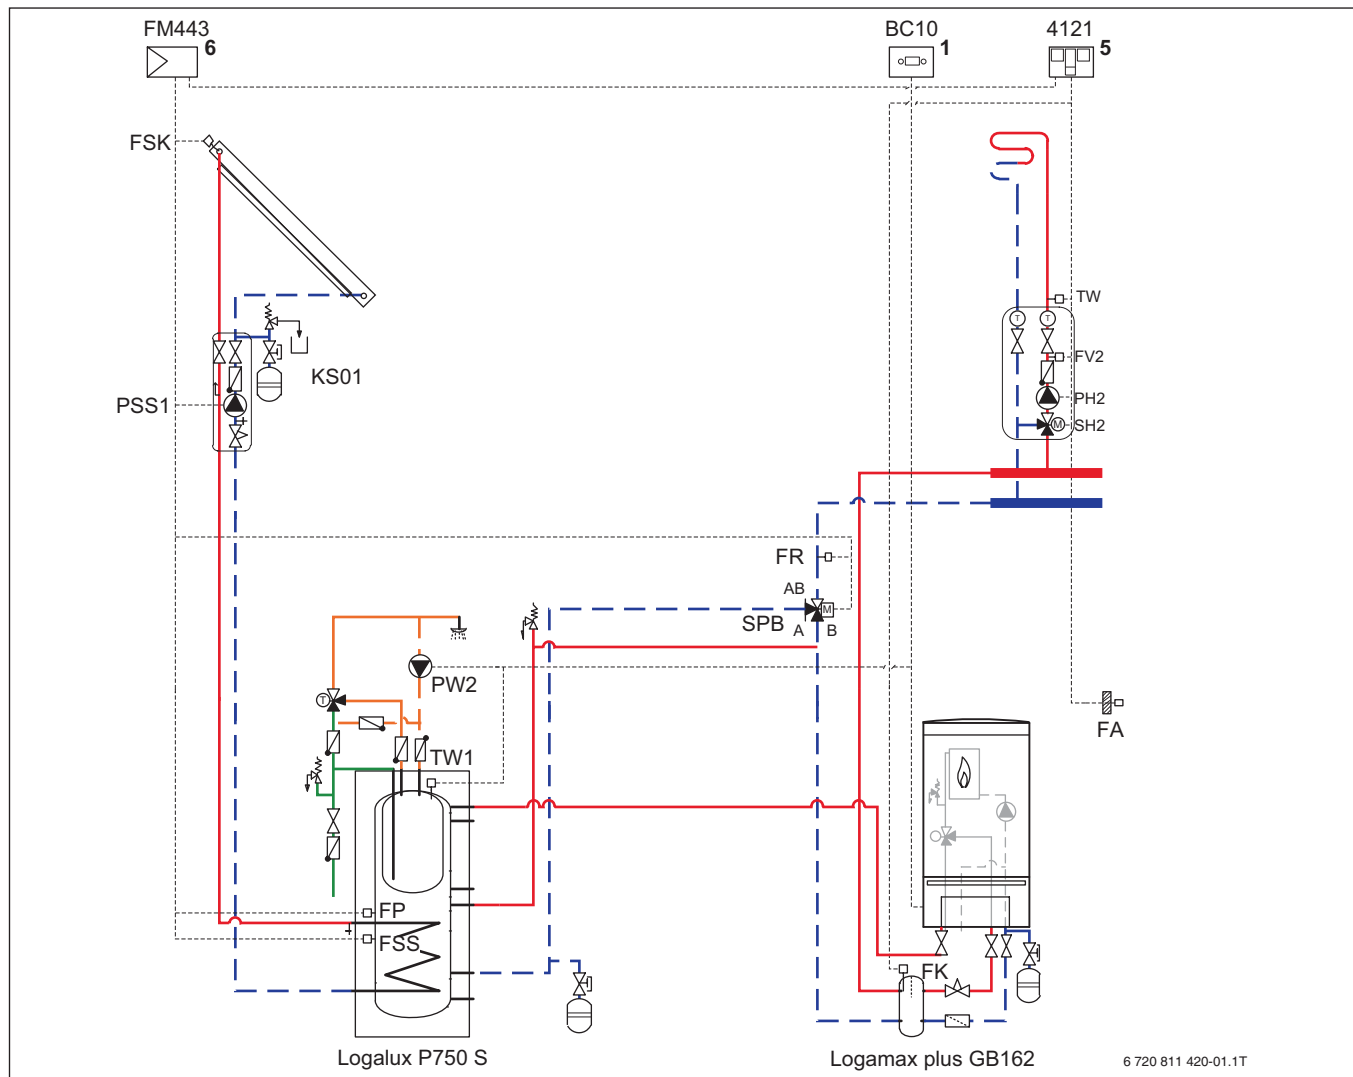 FM443
6
BC10
1
4121
5
FSK
TW
T
T
FV2
KS01
PSS1
PH2
M
SH2
FR
AB
M
SPB
A
B
PW2
T
FA
TW1
FP
FSS
FK
Logalux P750 S
Logamax plus GB162
6 720 811 420-01.1T